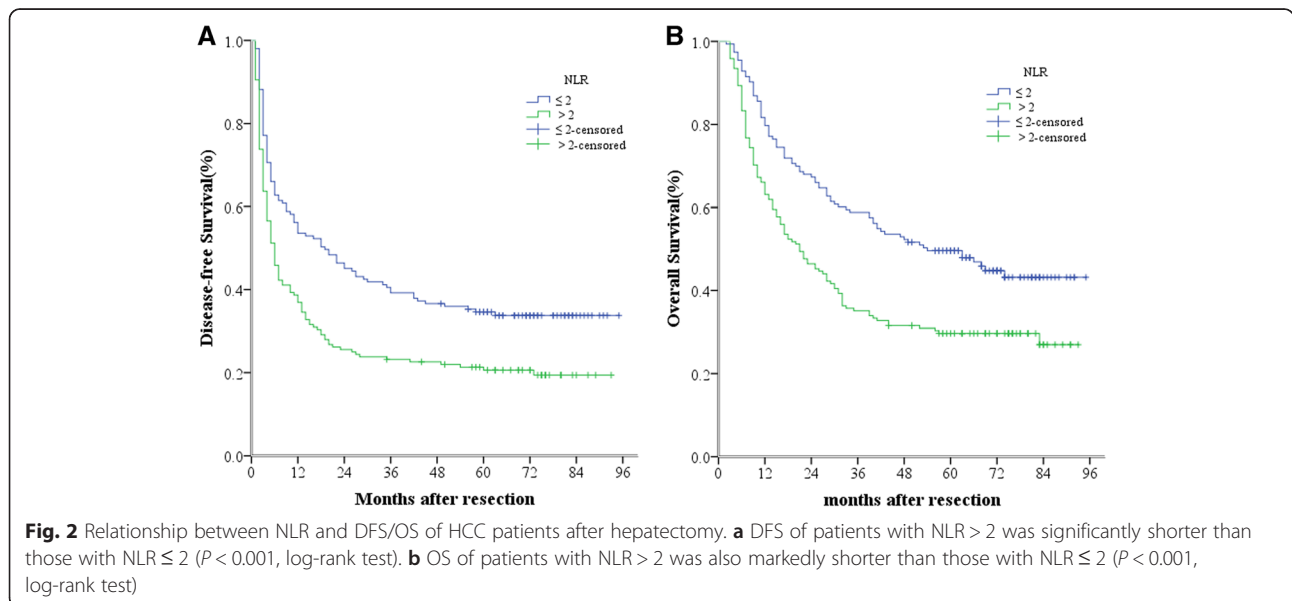 A
1.0
0.8
0.6
0.4
0.2
0.0
Disease-free Survival(%)
NLR
≤ 2
> 2
≤ 2-censored
> 2-censored
0 12 24 36 48 60 72 84 96
Months after resection
B
1.0
0.8
0.6
0.4
0.2
0.0
Overall Survival(%)
NLR
≤ 2
> 2
≤ 2-censored
> 2-censored
0 12 24 36 48 60 72 84 96
months after resection
Fig. 2 Relationship between NLR and DFS/OS of HCC patients after hepatectomy. a DFS of patients with NLR > 2 was significantly shorter than
those with NLR ≤ 2 (P < 0.001, log-rank test). b OS of patients with NLR > 2 was also markedly shorter than those with NLR ≤ 2 (P < 0.001,
log-rank test)